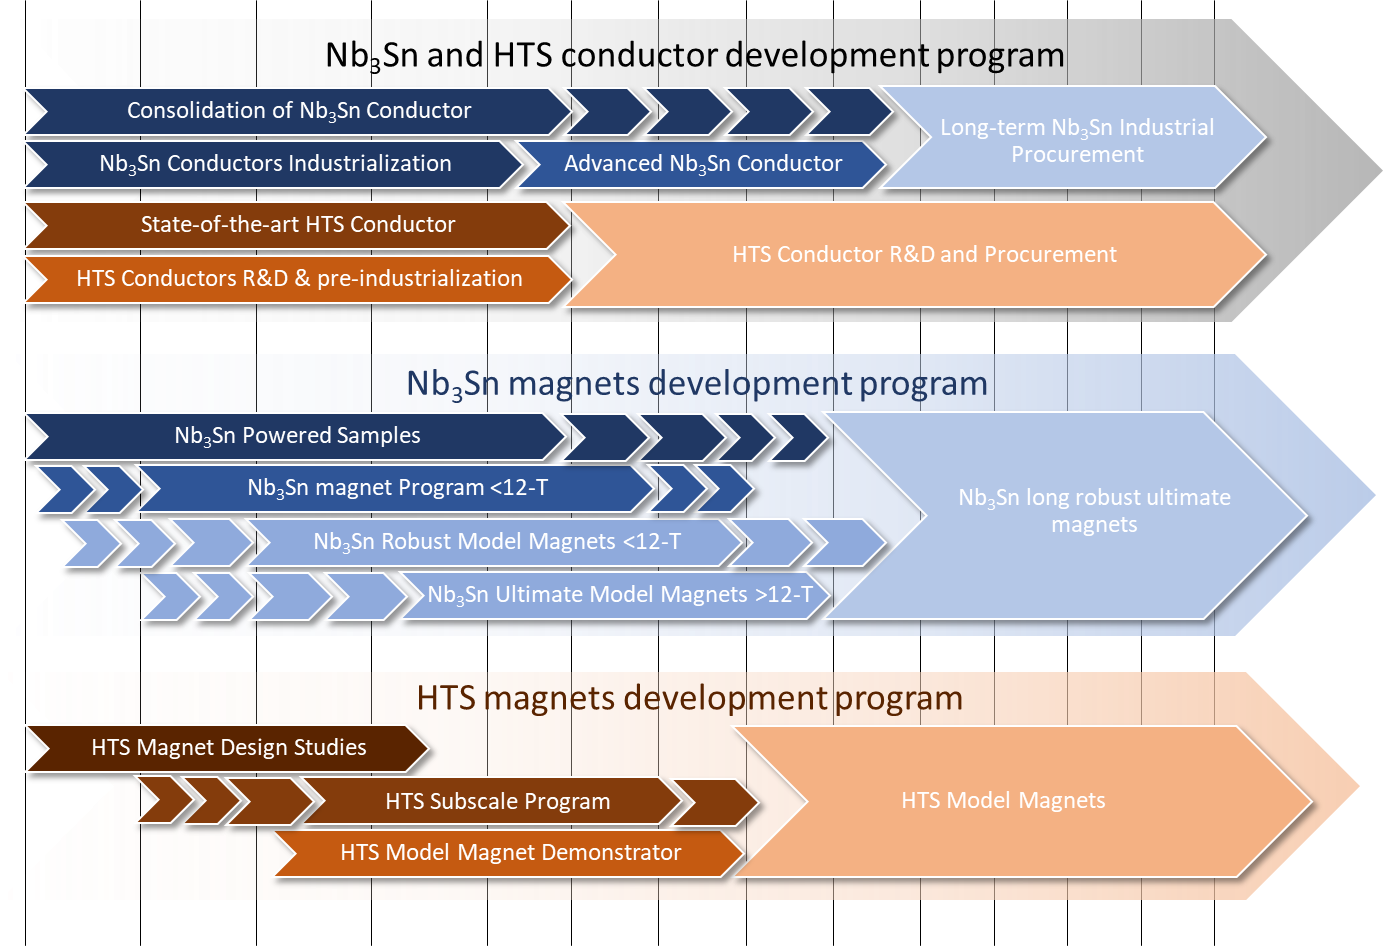 Nb₃Sn and HTS conductor development program
Consolidation of Nb₃Sn Conductor
Long-term Nb₃Sn Industrial
Procurement
Nb₃Sn Conductors Industrialization
Advanced Nb₃Sn Conductor
State-of-the-art HTS Conductor
HTS Conductor R&D and Procurement
HTS Conductors R&D & pre-industrialization
Nb₃Sn magnets development program
Nb₃Sn Powered Samples
Nb₃Sn magnet Program <12-T
Nb₃Sn long robust ultimate
magnets
Nb₃Sn Robust Model Magnets <12-T
Nb₃Sn Ultimate Model Magnets >12-T
HTS magnets development program
HTS Magnet Design Studies
HTS Subscale Program
HTS Model Magnets
HTS Model Magnet Demonstrator